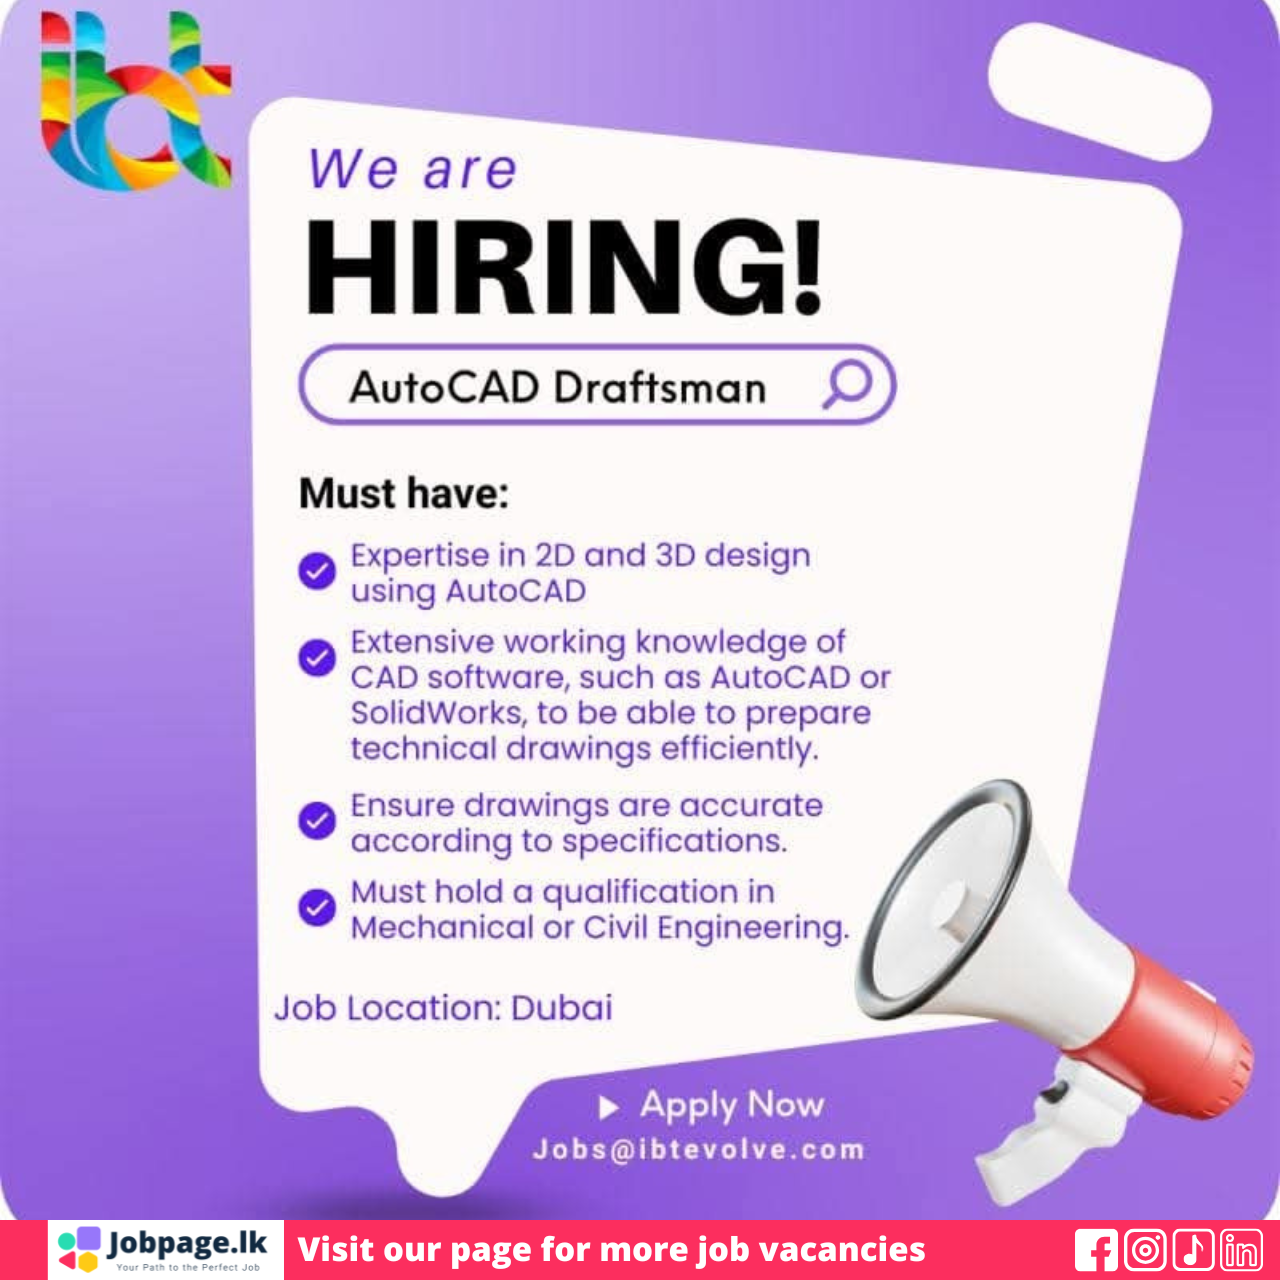 ibt
We are
HIRING!
AutoCAD Draftsman
Must have:
Expertise in 2D and 3D design
using AutoCAD
Extensive working knowledge of
CAD software, such as AutoCAD or
SolidWorks, to be able to prepare
technical drawings efficiently.
Ensure drawings are accurate
according to specifications.
Must hold a qualification in
Mechanical or Civil Engineering.
Job Location: Dubai
Apply Now
Jobs@ibtevolve.com
Jobpage.lk
Your Path to the Perfect Job
Visit our page for more job vacancies